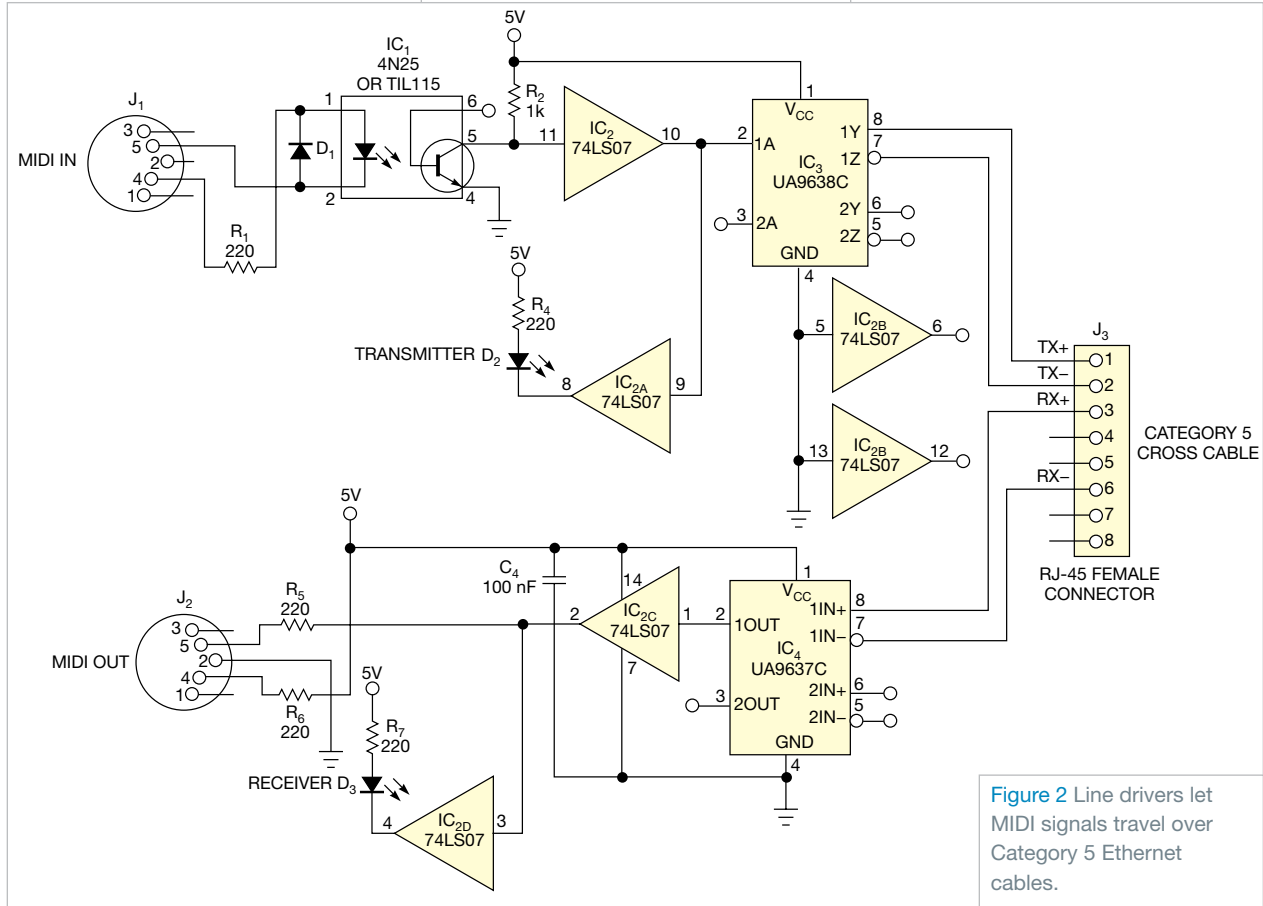 5V
IC1
4N25
OR TIL115
J1
MIDI IN
3
5
2
4
1
R1
220
D1
1
2
6
5
4
R2
1k
11
IC2
74LS07
10
2
1
VCC
1A
IC3
UA9638C
3
2A
GND
4
1Y
8
1Z
7
2Y
6
2Z
5
5V
R4
220
TRANSMITTER D2
8
IC2A
74LS07
9
5
IC2B
74LS07
6
13
IC2B
74LS07
12
J3
TX+
TX−
RX+
RX−
1
2
3
4
5
6
7
8
CATEGORY 5
CROSS CABLE
RJ-45 FEMALE
CONNECTOR
5V
C4
100 nF
J2
MIDI OUT
3
5
2
4
1
R5
220
R6
220
2
14
IC2C
74LS07
7
1
2
1
VCC
1OUT
IC4
UA9637C
3
2OUT
GND
4
1IN+
8
1IN−
7
2IN+
6
2IN−
5
5V
R7
220
RECEIVER D3
4
IC2D
74LS07
3
Figure 2 Line drivers let
MIDI signals travel over
Category 5 Ethernet
cables.